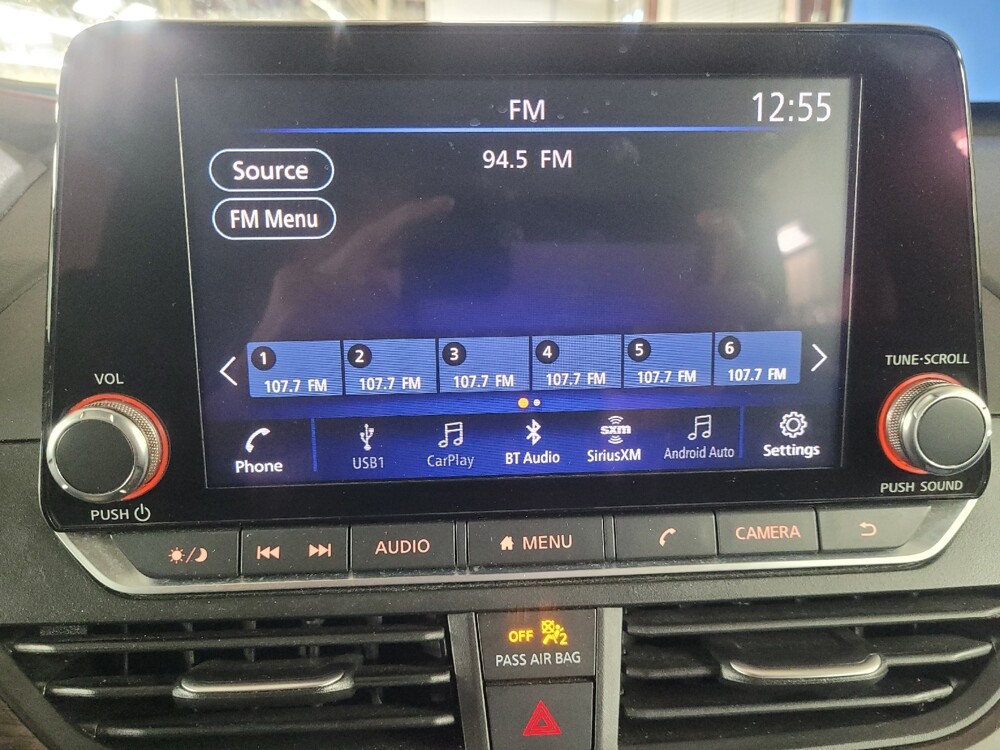 FM
12:55
94.5 FM
Source
FM Menu
1 2 3 4 5 6
107.7 FM 107.7 FM 107.7 FM 107.7 FM 107.7 FM 107.7 FM
VOL
TUNE·SCROLL
Phone USB1 CarPlay BT Audio sxm SiriusXM Android Auto Settings
PUSH
PUSH SOUND
AUDIO MENU CAMERA
OFF 2
PASS AIR BAG